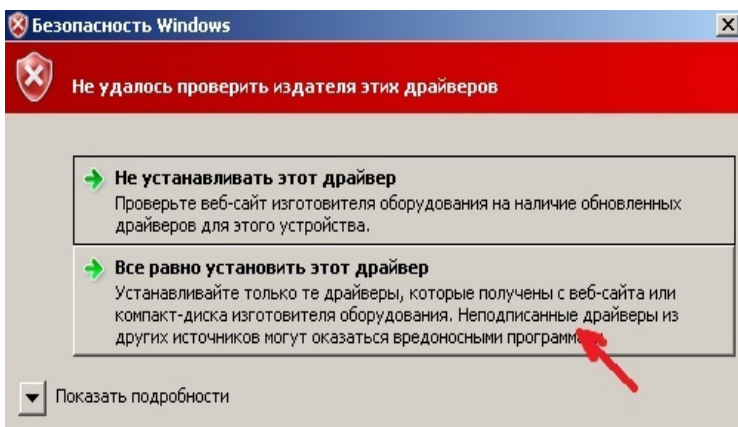 Безопасность Windows
Не удалось проверить издателя этих драйверов
Не устанавливать этот драйвер
Проверьте веб-сайт изготовителя оборудования на наличие обновленных
драйверов для этого устройства.
Все равно установить этот драйвер
Устанавливайте только те драйверы, которые получены с веб-сайта или
компакт-диска изготовителя оборудования. Неподписанные драйверы из
других источников могут оказаться вредоносными
Показать подробности